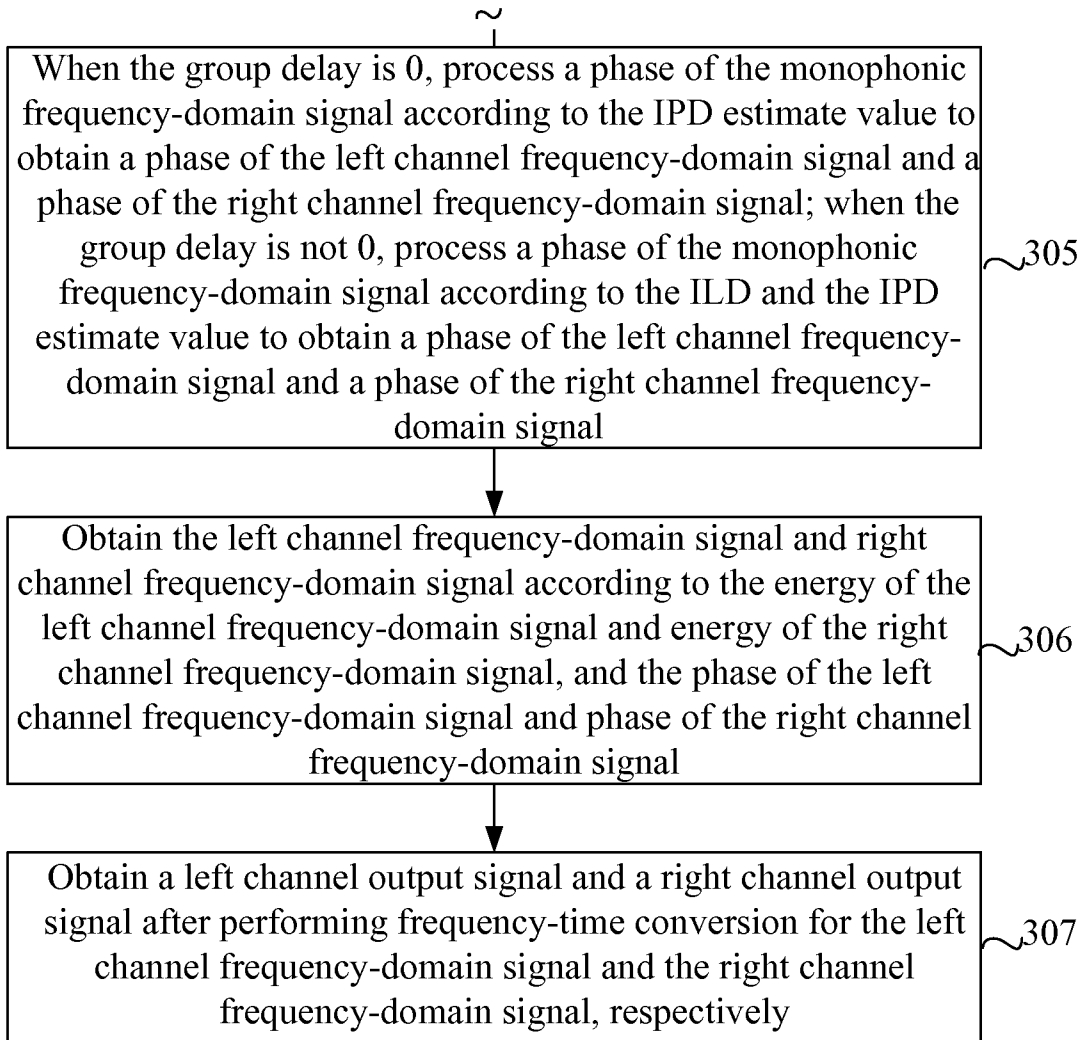 ~
When the group delay is 0, process a phase of the monophonic
frequency-domain signal according to the IPD estimate value to
obtain a phase of the left channel frequency-domain signal and a
phase of the right channel frequency-domain signal; when the
group delay is not 0, process a phase of the monophonic
frequency-domain signal according to the ILD and the IPD
estimate value to obtain a phase of the left channel frequency-
domain signal and a phase of the right channel frequency-
domain signal
305
Obtain the left channel frequency-domain signal and right
channel frequency-domain signal according to the energy of the
left channel frequency-domain signal and energy of the right
channel frequency-domain signal, and the phase of the left
channel frequency-domain signal and phase of the right channel
frequency-domain signal
306
Obtain a left channel output signal and a right channel output
signal after performing frequency-time conversion for the left
channel frequency-domain signal and the right channel
frequency-domain signal, respectively
307